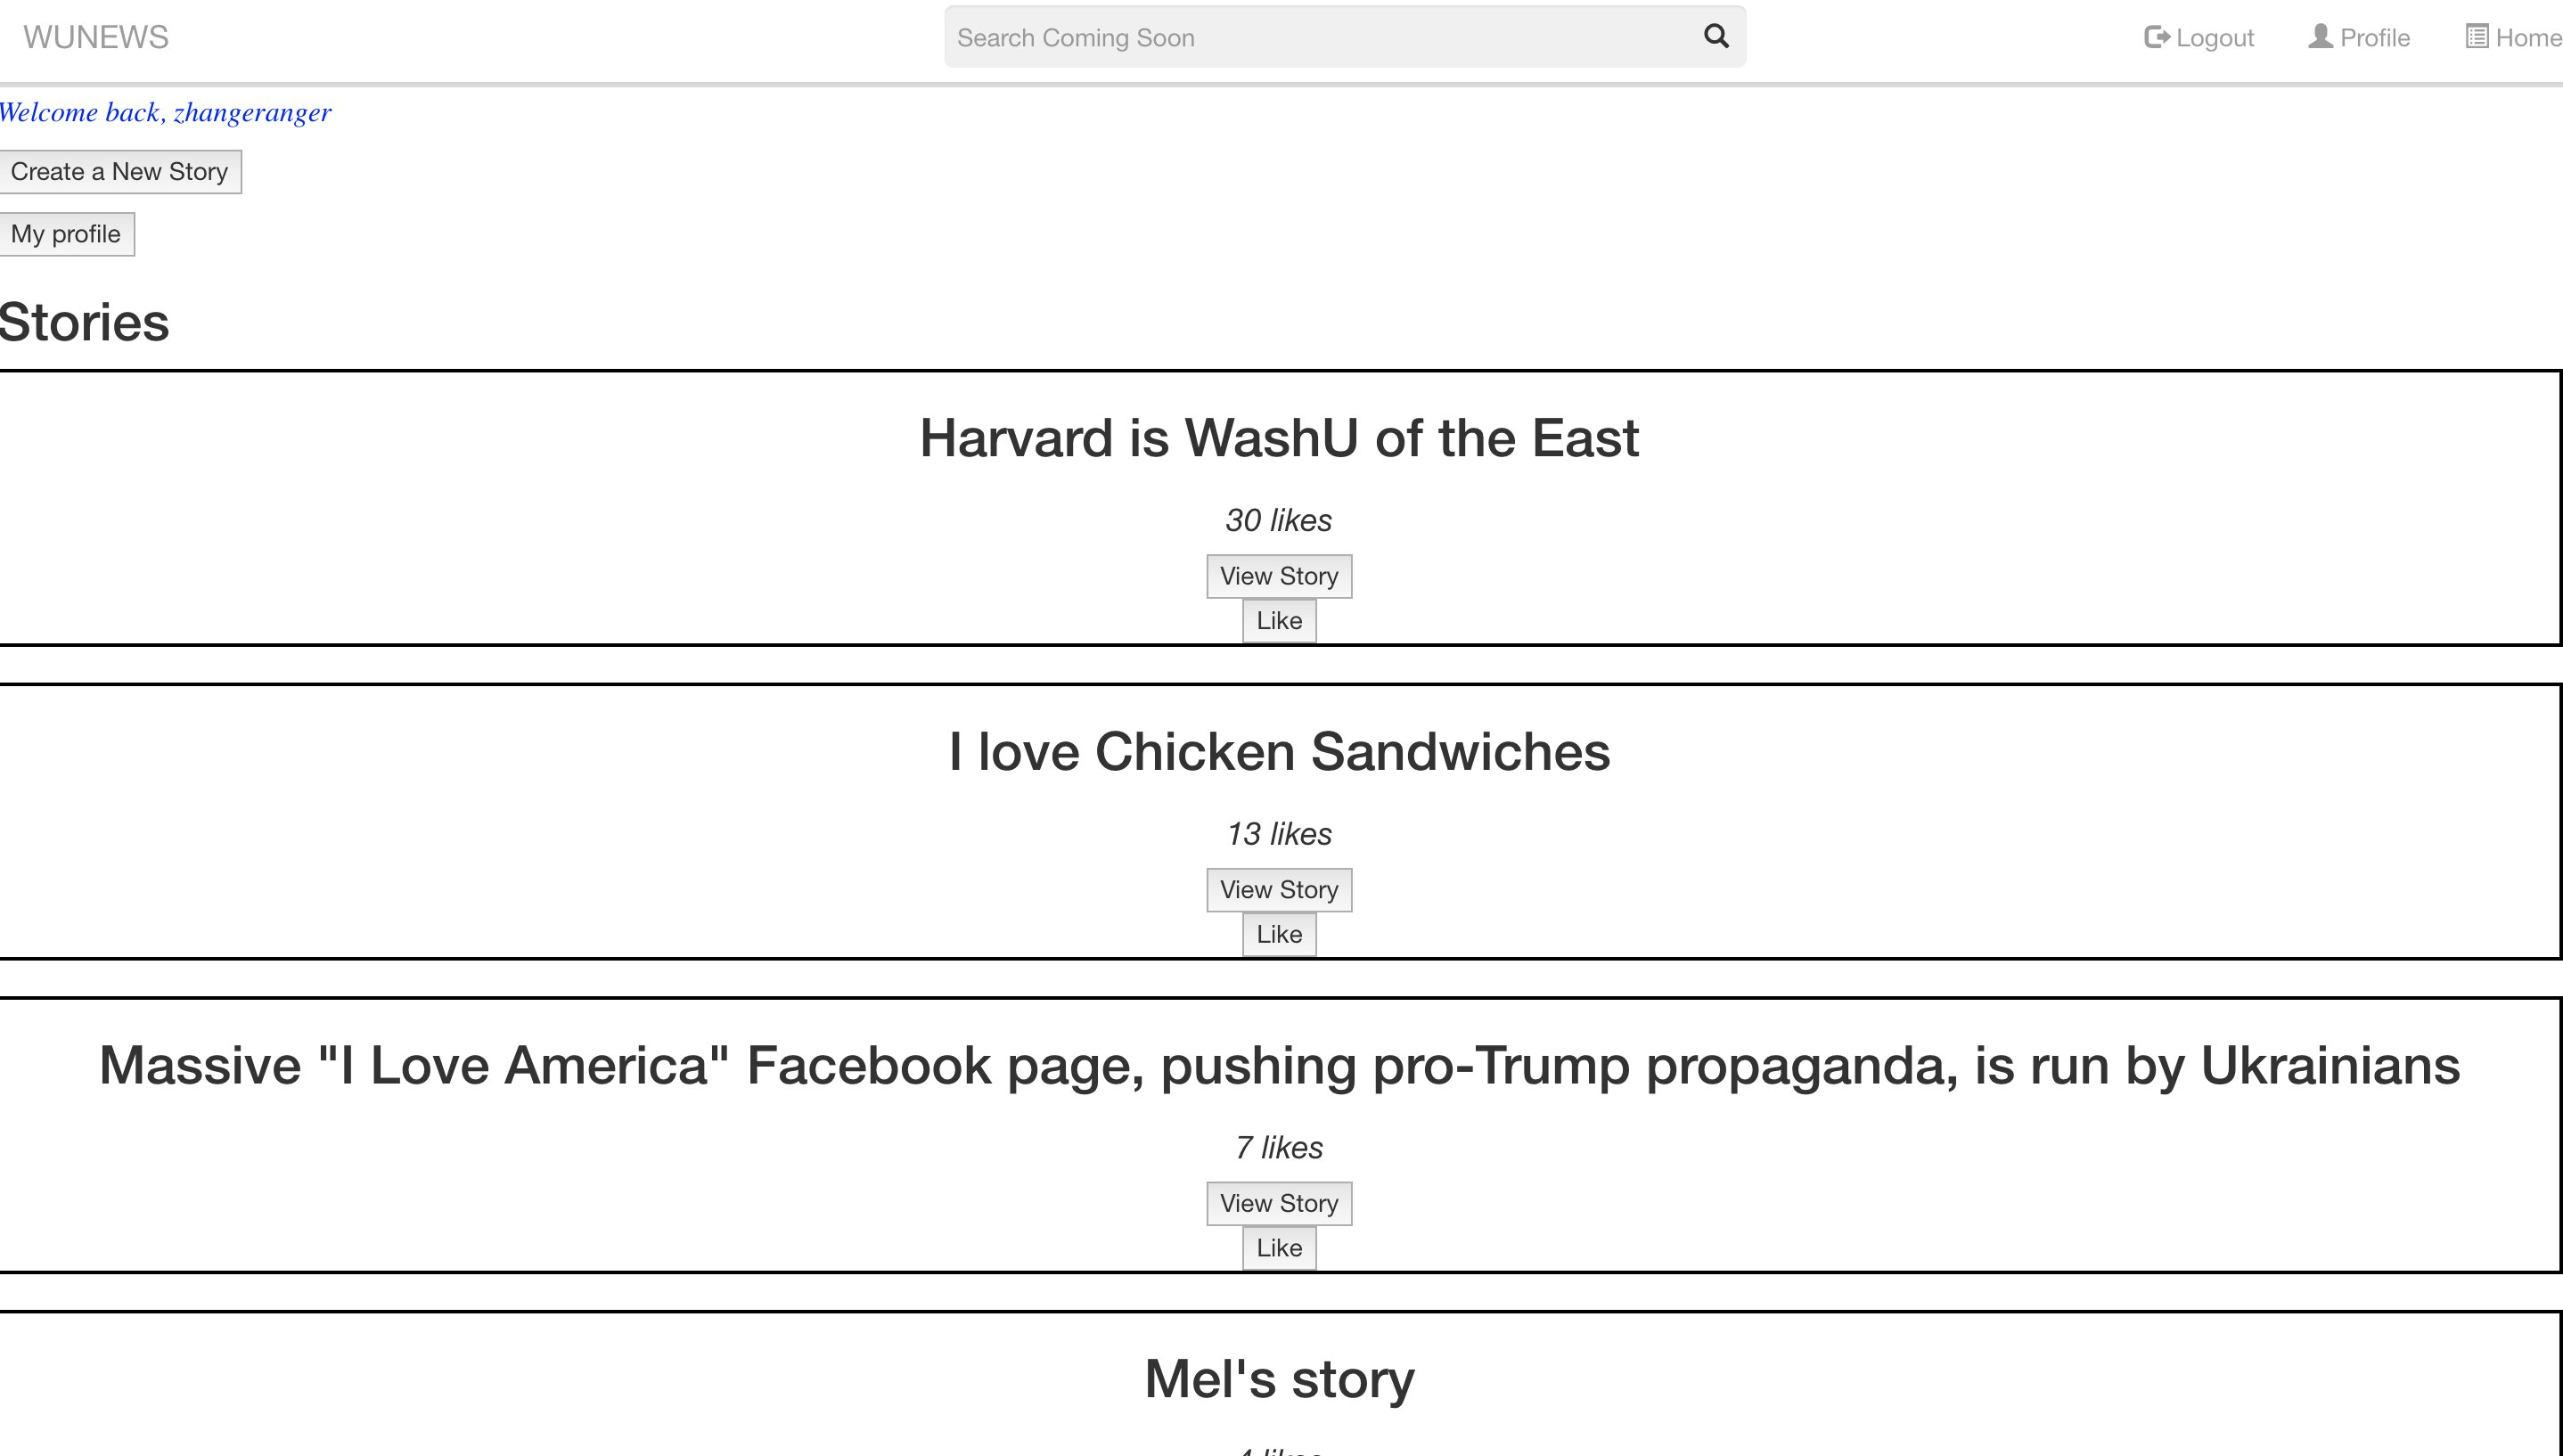 WUNEWS
Search Coming Soon
Logout
Profile
Home
Welcome back, zhangeranger
Create a New Story
My profile
Stories
Harvard is WashU of the East
30 likes
View Story
Like
I love Chicken Sandwiches
13 likes
View Story
Like
Massive "I Love America" Facebook page, pushing pro-Trump propaganda, is run by Ukrainians
7 likes
View Story
Like
Mel's story
4 likes